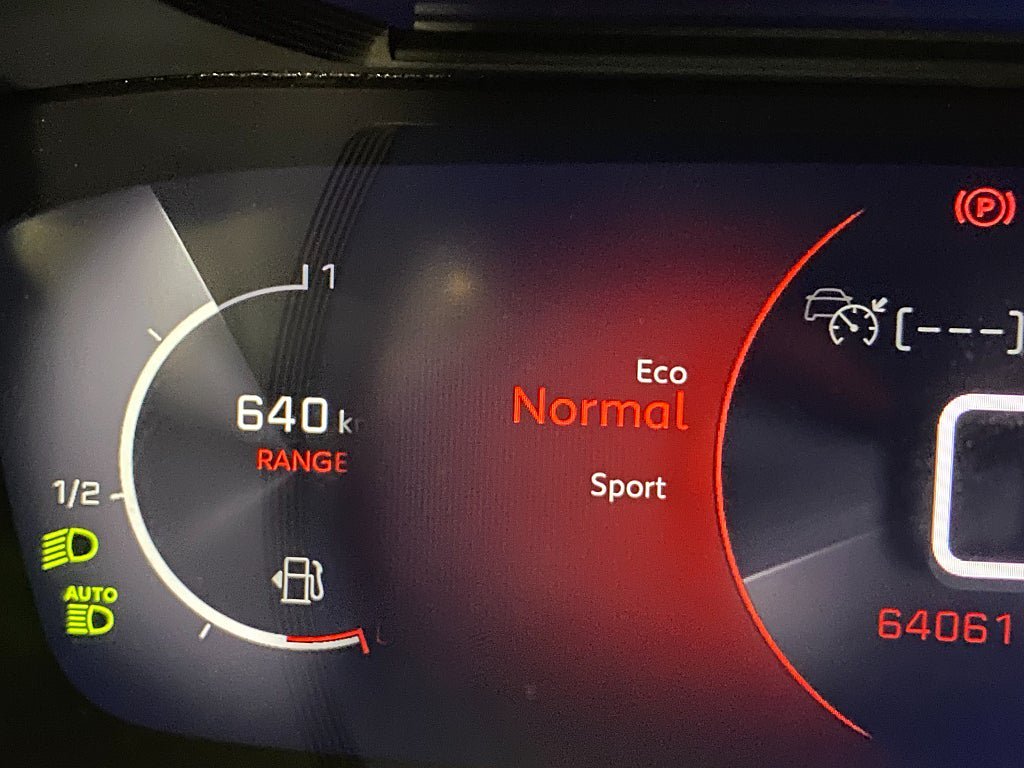 P
1
[---]
Eco
640 k
Normal
RANGE
Sport
1/2
AUTO
64061